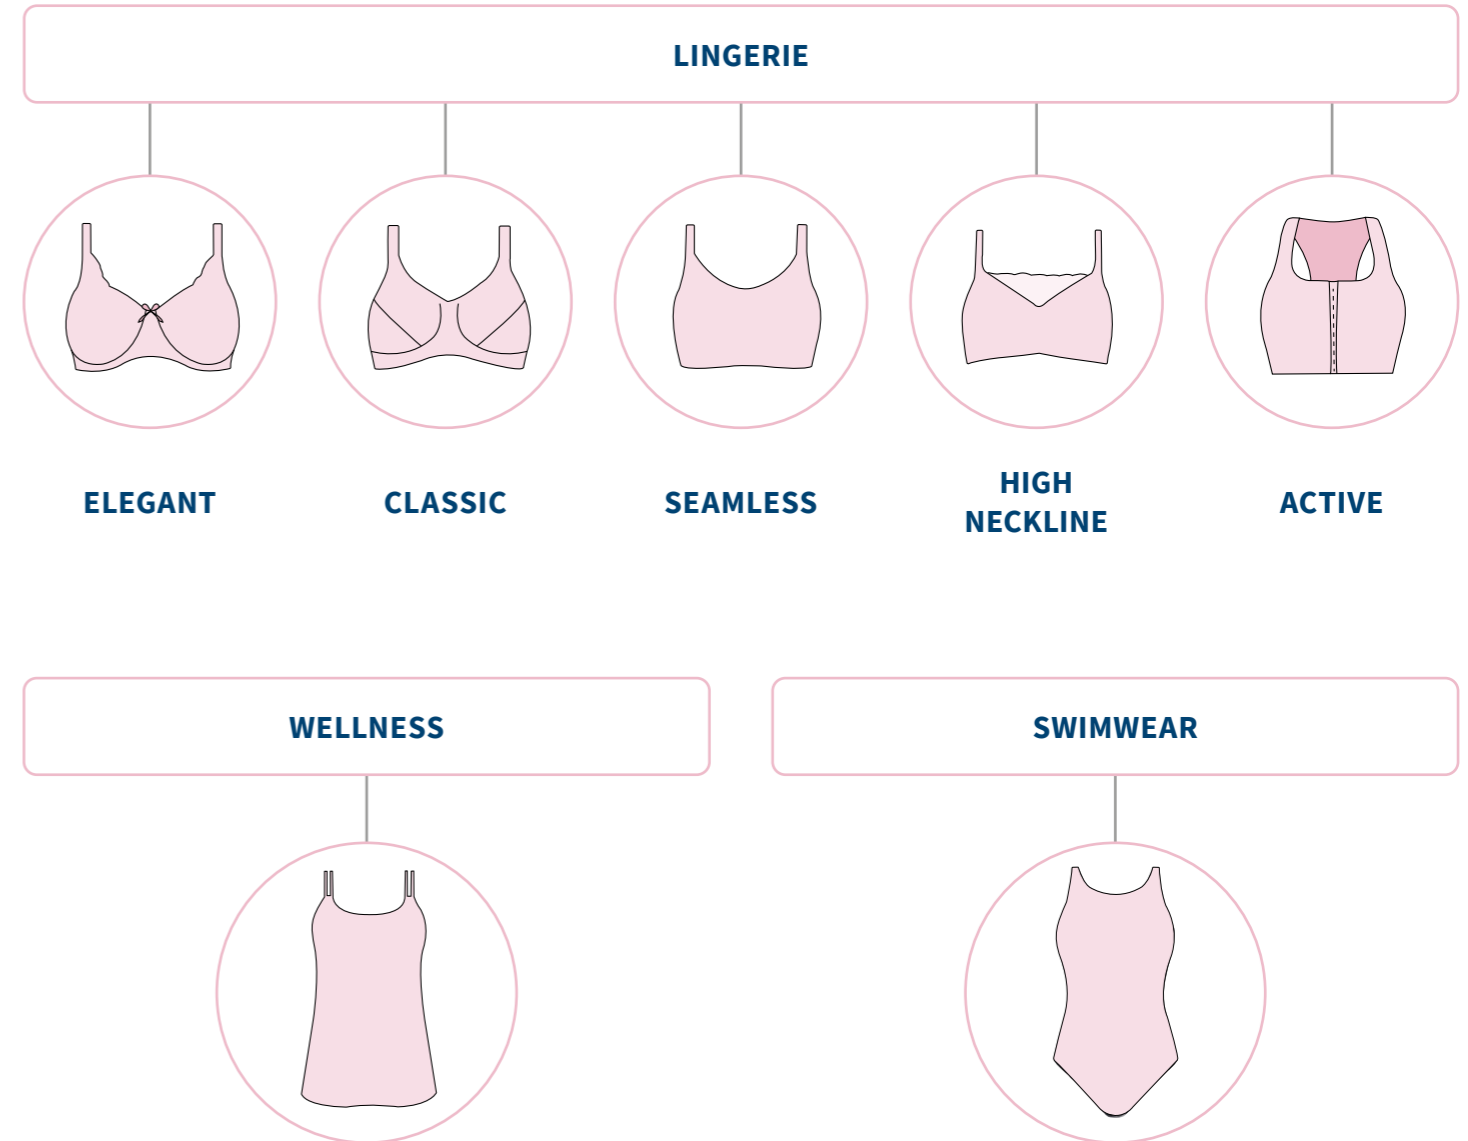 LINGERIE
ELEGANT
CLASSIC
SEAMLESS
HIGH
NECKLINE
ACTIVE
WELLNESS
SWIMWEAR